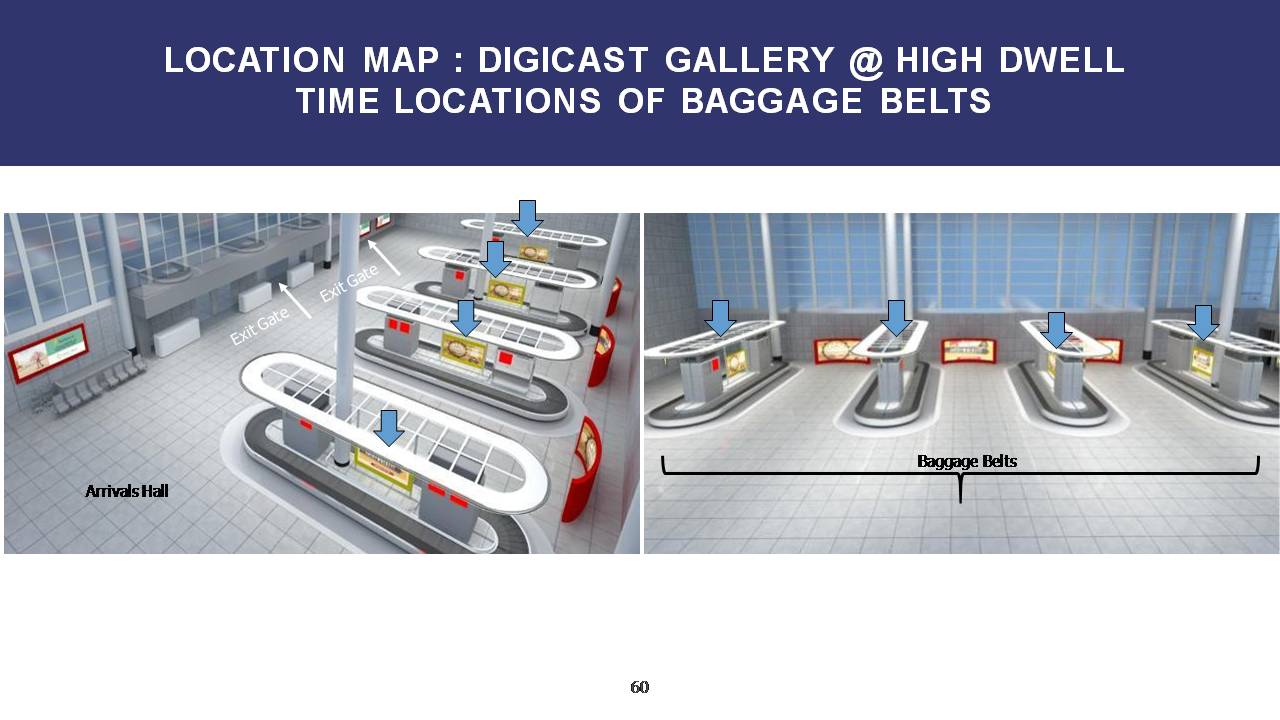 LOCATION MAP : DIGICAST GALLERY @ HIGH DWELL
TIME LOCATIONS OF BAGGAGE BELTS
Exit Gate
Exit Gate
Arrivals Hall
Baggage Belts
60